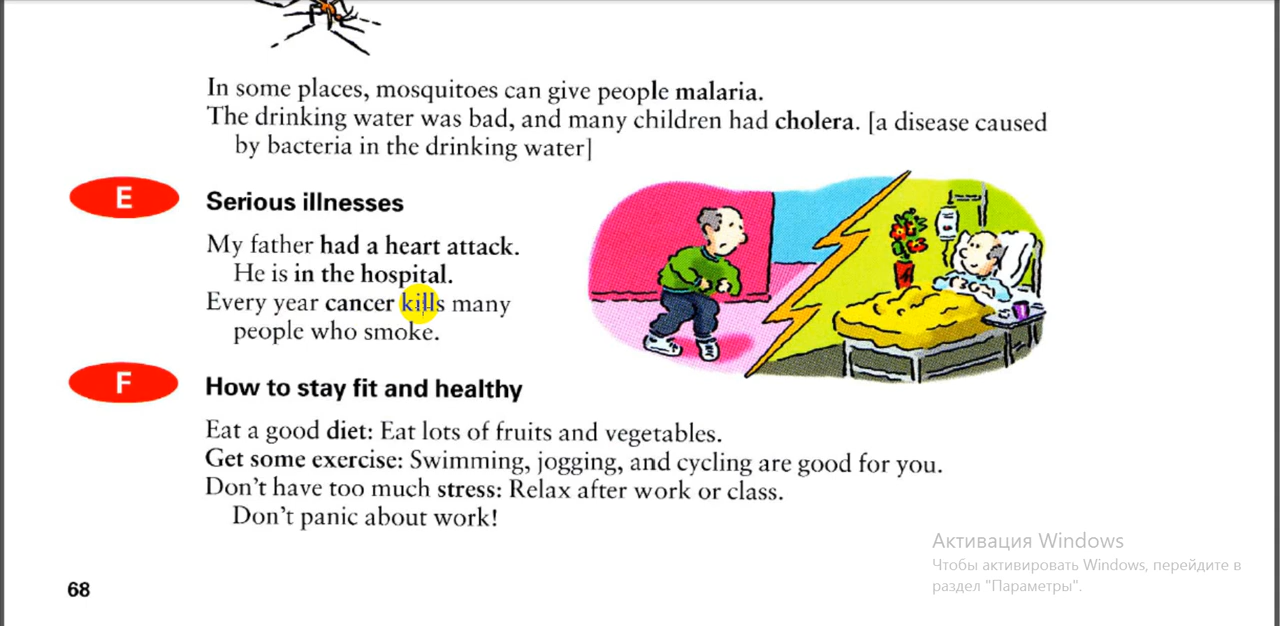 In some places, mosquitoes can give people malaria.
The drinking water was bad, and many children had cholera. [a disease caused
by bacteria in the drinking water]
E
Serious illnesses
My father had a heart attack.
He is in the hospital.
Every year cancer kills many
people who smoke.
F
How to stay fit and healthy
Eat a good diet: Eat lots of fruits and vegetables.
Get some exercise: Swimming, jogging, and cycling are good for you.
Don't have too much stress: Relax after work or class.
Don't panic about work!
Активация Windows
Чтобы активировать Windows, перейдите в
раздел "Параметры".
68